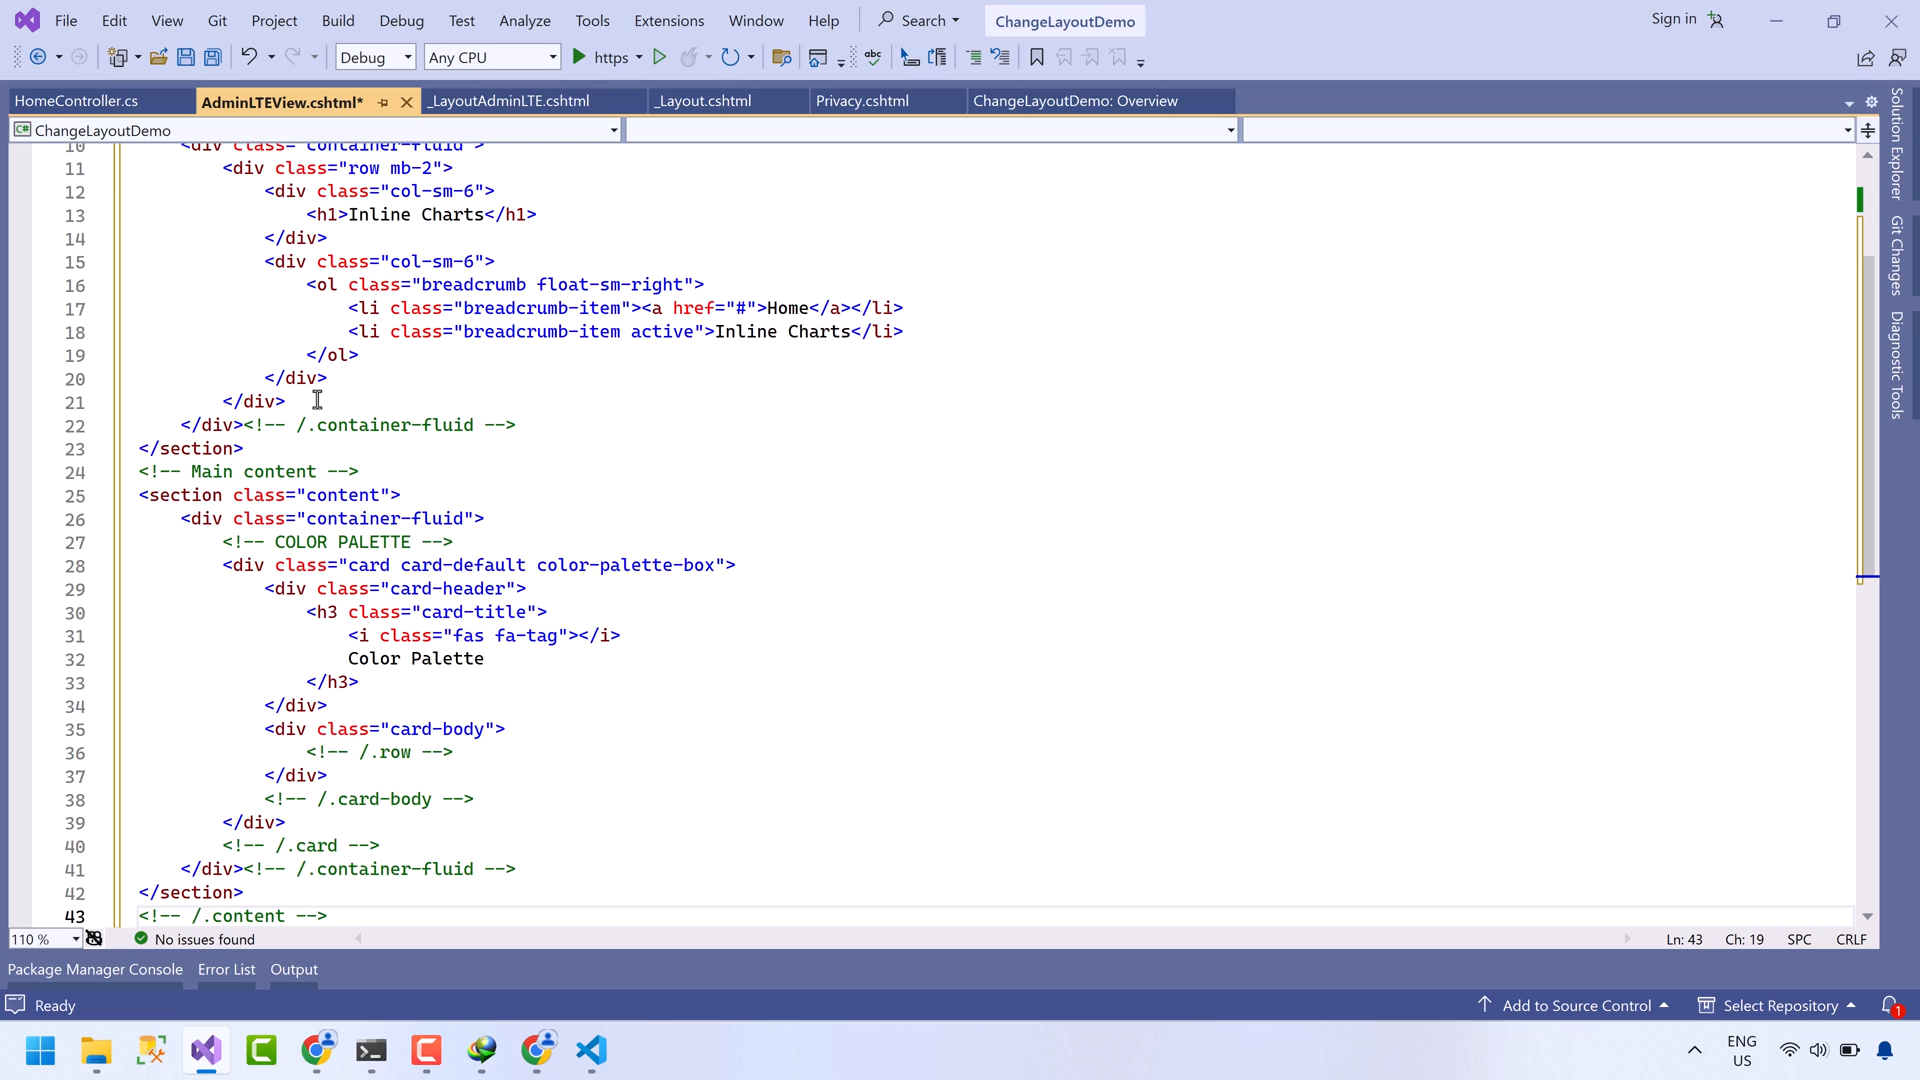 File Edit View Git Project Build Debug Test Analyze Tools Extensions Window Help Search ChangeLayoutDemo Sign in
Debug Any CPU https abc
HomeController.cs AdminLTEView.cshtml* _LayoutAdminLTE.cshtml _Layout.cshtml Privacy.cshtml ChangeLayoutDemo: Overview
C# ChangeLayoutDemo
10 <div class="container-fluid">
11 <div class="row mb-2">
12 <div class="col-sm-6">
13 <h1>Inline Charts</h1>
14 </div>
15 <div class="col-sm-6">
16 <ol class="breadcrumb float-sm-right">
17 <li class="breadcrumb-item"><a href="#">Home</a></li>
18 <li class="breadcrumb-item active">Inline Charts</li>
19 </ol>
20 </div>
21 </div>
22 </div><!-- /.container-fluid -->
23 </section>
24 <!-- Main content -->
25 <section class="content">
26 <div class="container-fluid">
27 <!-- COLOR PALETTE -->
28 <div class="card card-default color-palette-box">
29 <div class="card-header">
30 <h3 class="card-title">
31 <i class="fas fa-tag"></i>
32 Color Palette
33 </h3>
34 </div>
35 <div class="card-body">
36 <!-- /.row -->
37 </div>
38 <!-- /.card-body -->
39 </div>
40 <!-- /.card -->
41 </div><!-- /.container-fluid -->
42 </section>
43 <!-- /.content -->
Solution Explorer
Git Changes
Diagnostic Tools
110 % No issues found Ln: 43 Ch: 19 SPC CRLF
Package Manager Console Error List Output
Ready Add to Source Control Select Repository 1
ENG
US